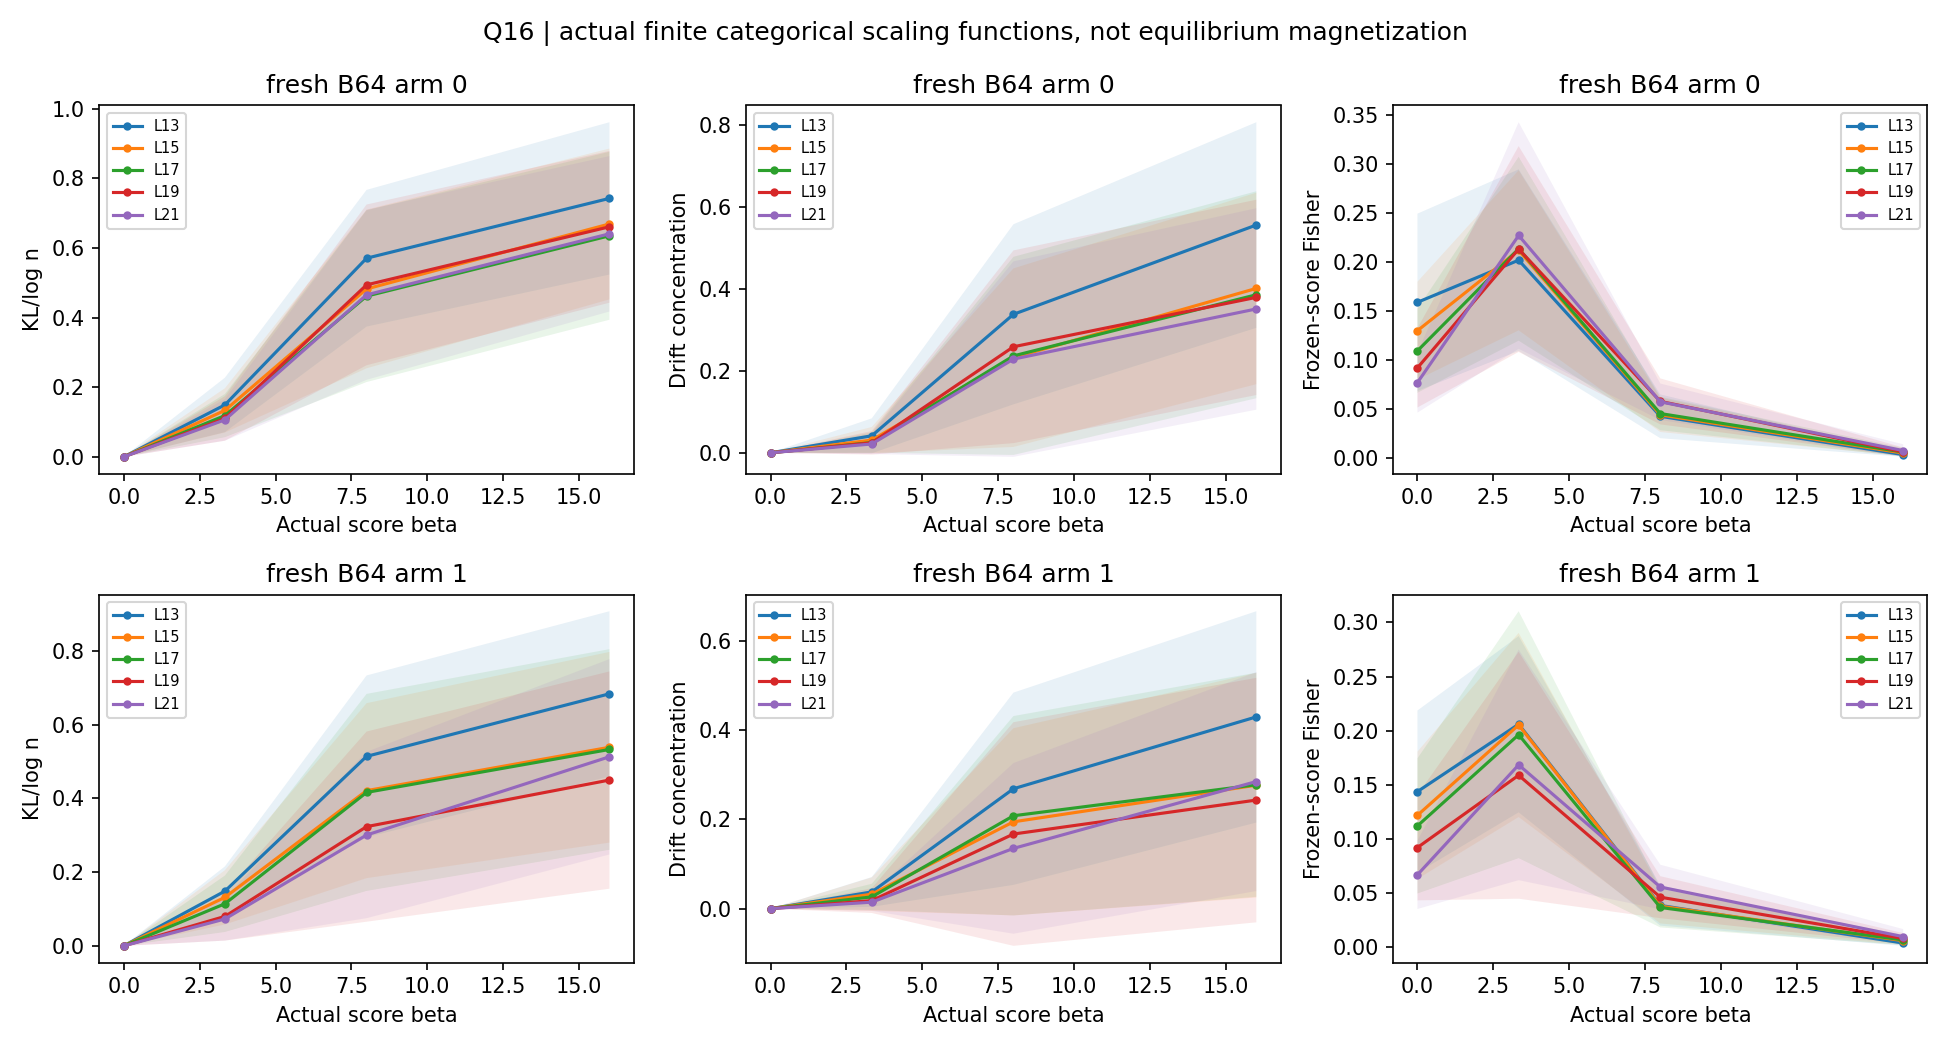 Q16 | actual finite categorical scaling functions, not equilibrium magnetization
fresh B64 arm 0
KL/log n
1.0
0.8
0.6
0.4
0.2
0.0
L13
L15
L17
L19
L21
0.0 2.5 5.0 7.5 10.0 12.5 15.0
Actual score beta
fresh B64 arm 0
Drift concentration
0.8
0.6
0.4
0.2
0.0
L13
L15
L17
L19
L21
0.0 2.5 5.0 7.5 10.0 12.5 15.0
Actual score beta
fresh B64 arm 0
Frozen-score Fisher
0.35
0.30
0.25
0.20
0.15
0.10
0.05
0.00
L13
L15
L17
L19
L21
0.0 2.5 5.0 7.5 10.0 12.5 15.0
Actual score beta
fresh B64 arm 1
KL/log n
0.8
0.6
0.4
0.2
0.0
L13
L15
L17
L19
L21
0.0 2.5 5.0 7.5 10.0 12.5 15.0
Actual score beta
fresh B64 arm 1
Drift concentration
0.6
0.4
0.2
0.0
L13
L15
L17
L19
L21
0.0 2.5 5.0 7.5 10.0 12.5 15.0
Actual score beta
fresh B64 arm 1
Frozen-score Fisher
0.30
0.25
0.20
0.15
0.10
0.05
0.00
L13
L15
L17
L19
L21
0.0 2.5 5.0 7.5 10.0 12.5 15.0
Actual score beta